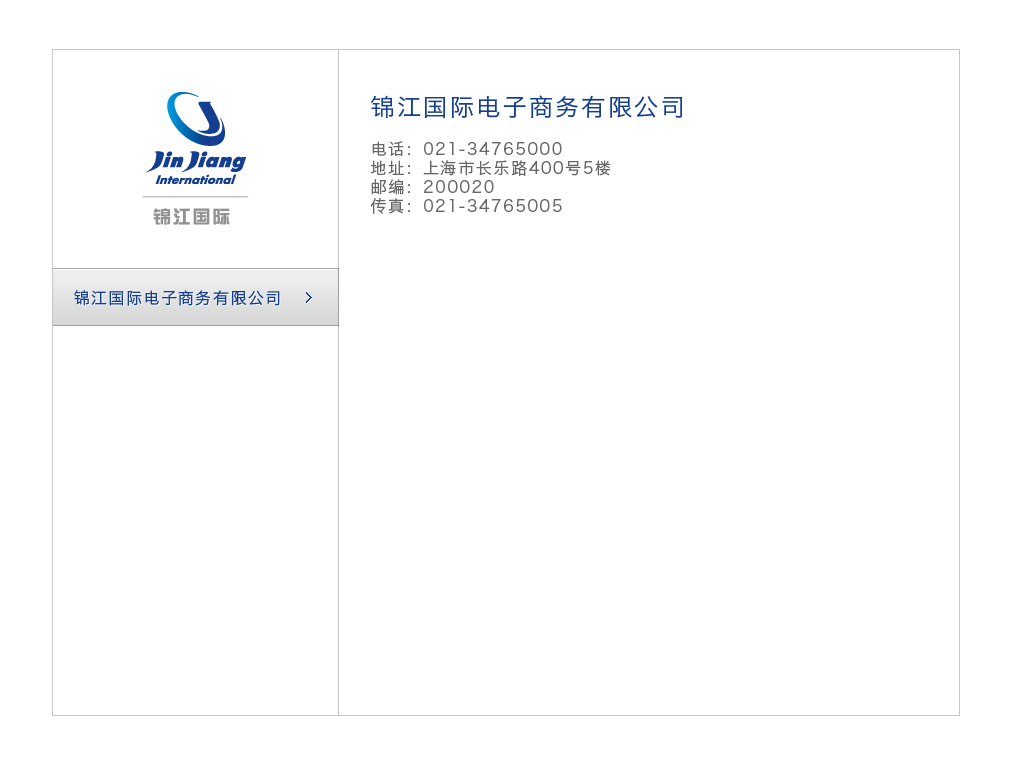 Jin Jiang
International
锦江国际
锦江国际电子商务有限公司
锦江国际电子商务有限公司
电话：021-34765000
地址：上海市长乐路400号5楼
邮编：200020
传真：021-34765005